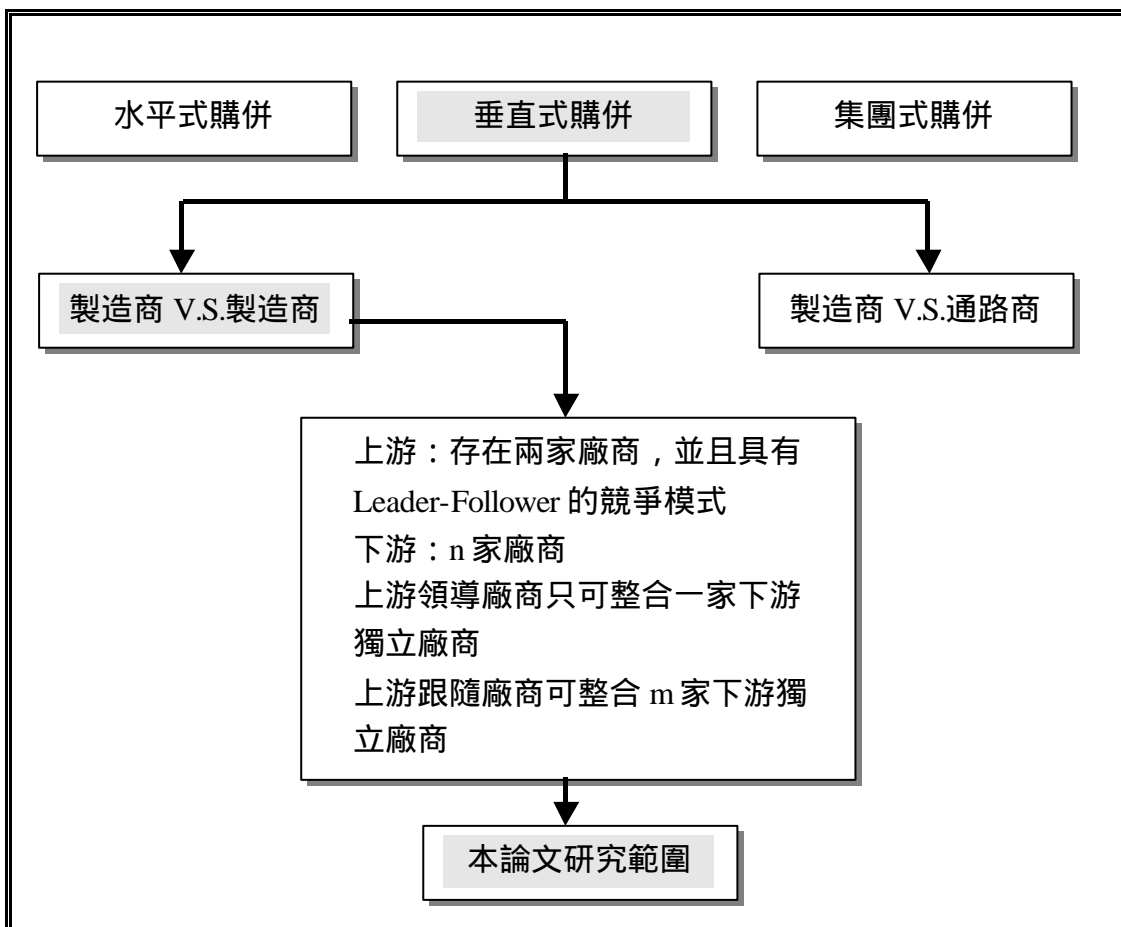 水平式購併
垂直式購併
集團式購併
製造商 V.S.製造商
製造商 V.S.通路商
上游：存在兩家廠商，並且具有
Leader-Follower 的競爭模式
下游：n 家廠商
上游領導廠商只可整合一家下游
獨立廠商
上游跟隨廠商可整合 m 家下游獨
立廠商
本論文研究範圍